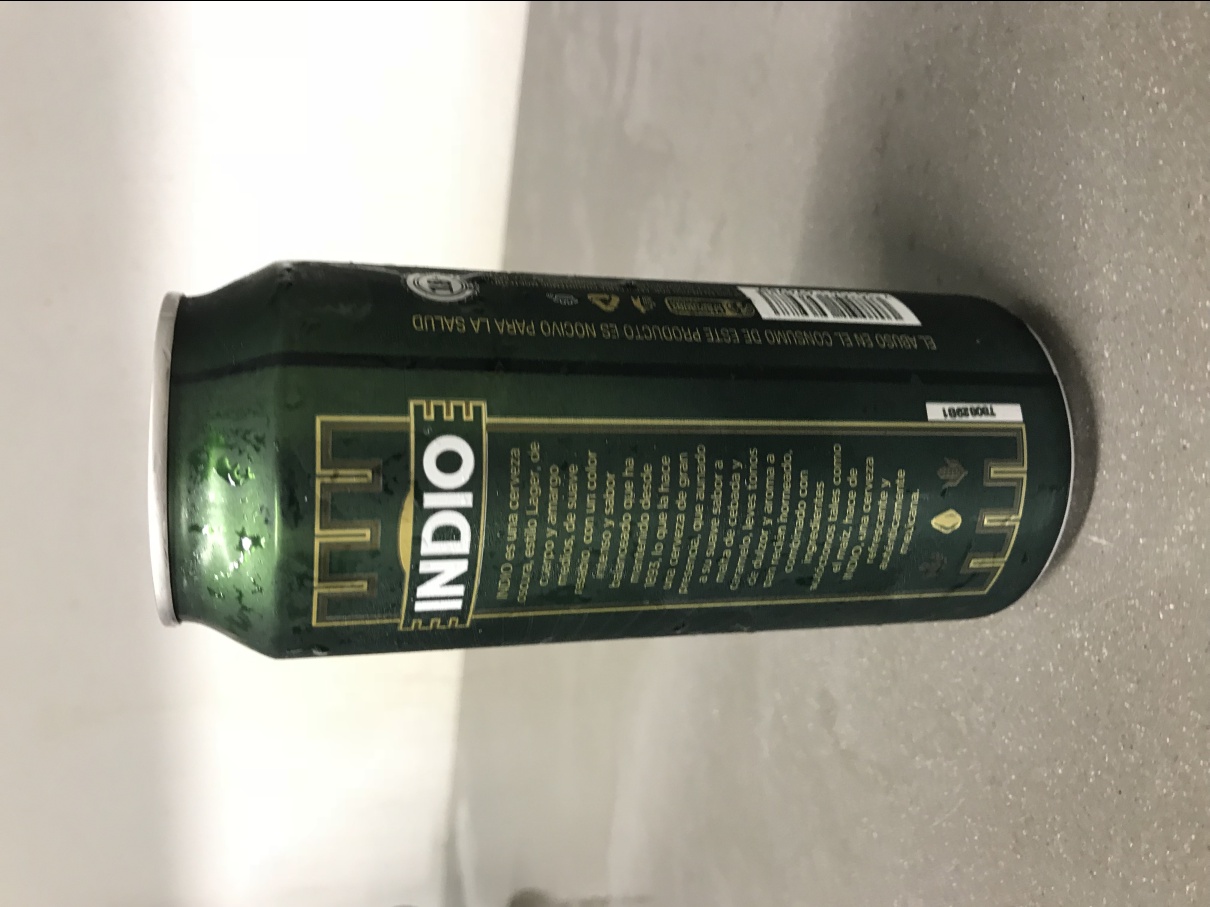 INDIO
INDIO es una cerveza
oscura, estilo Lager, de
cuerpo y amargo
medios, de suave
pasidio, con un color
intenso y sabor
balanceado que ha
mantenido desde
1893, lo que la hace
una cerveza de gran
presencia, que aunado
a su suave sabor a
malta de cebada y
caramelo, leves tonos
de dulzor y aroma a
pan recién horneado,
combinado con
ingredientes
autóctonos tales como
el maíz, hace de
INDIO, una cerveza
refrescante y
auténticamente
mexicana.
EL ABUSO EN EL CONSUMO DE ESTE PRODUCTO ES NOCIVO PARA LA SALUD